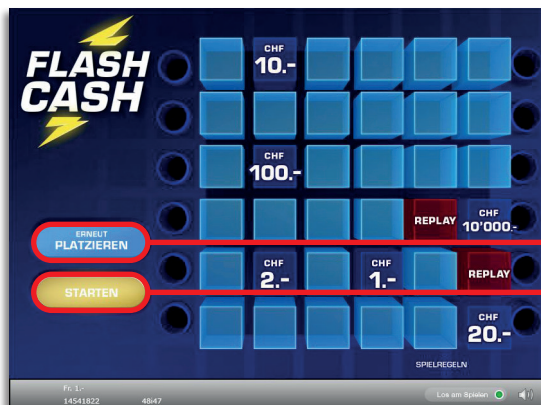 FLASH
CASH
CHF
10.-
CHF
100.-
REPLAY
CHF
10'000.-
ERNEUT
PLATZIEREN
CHF
2.-
CHF
1.-
REPLAY
STARTEN
CHF
20.-
SPIELREGELN
Fr. 1.-
14541822
48i47
Los am Spielen